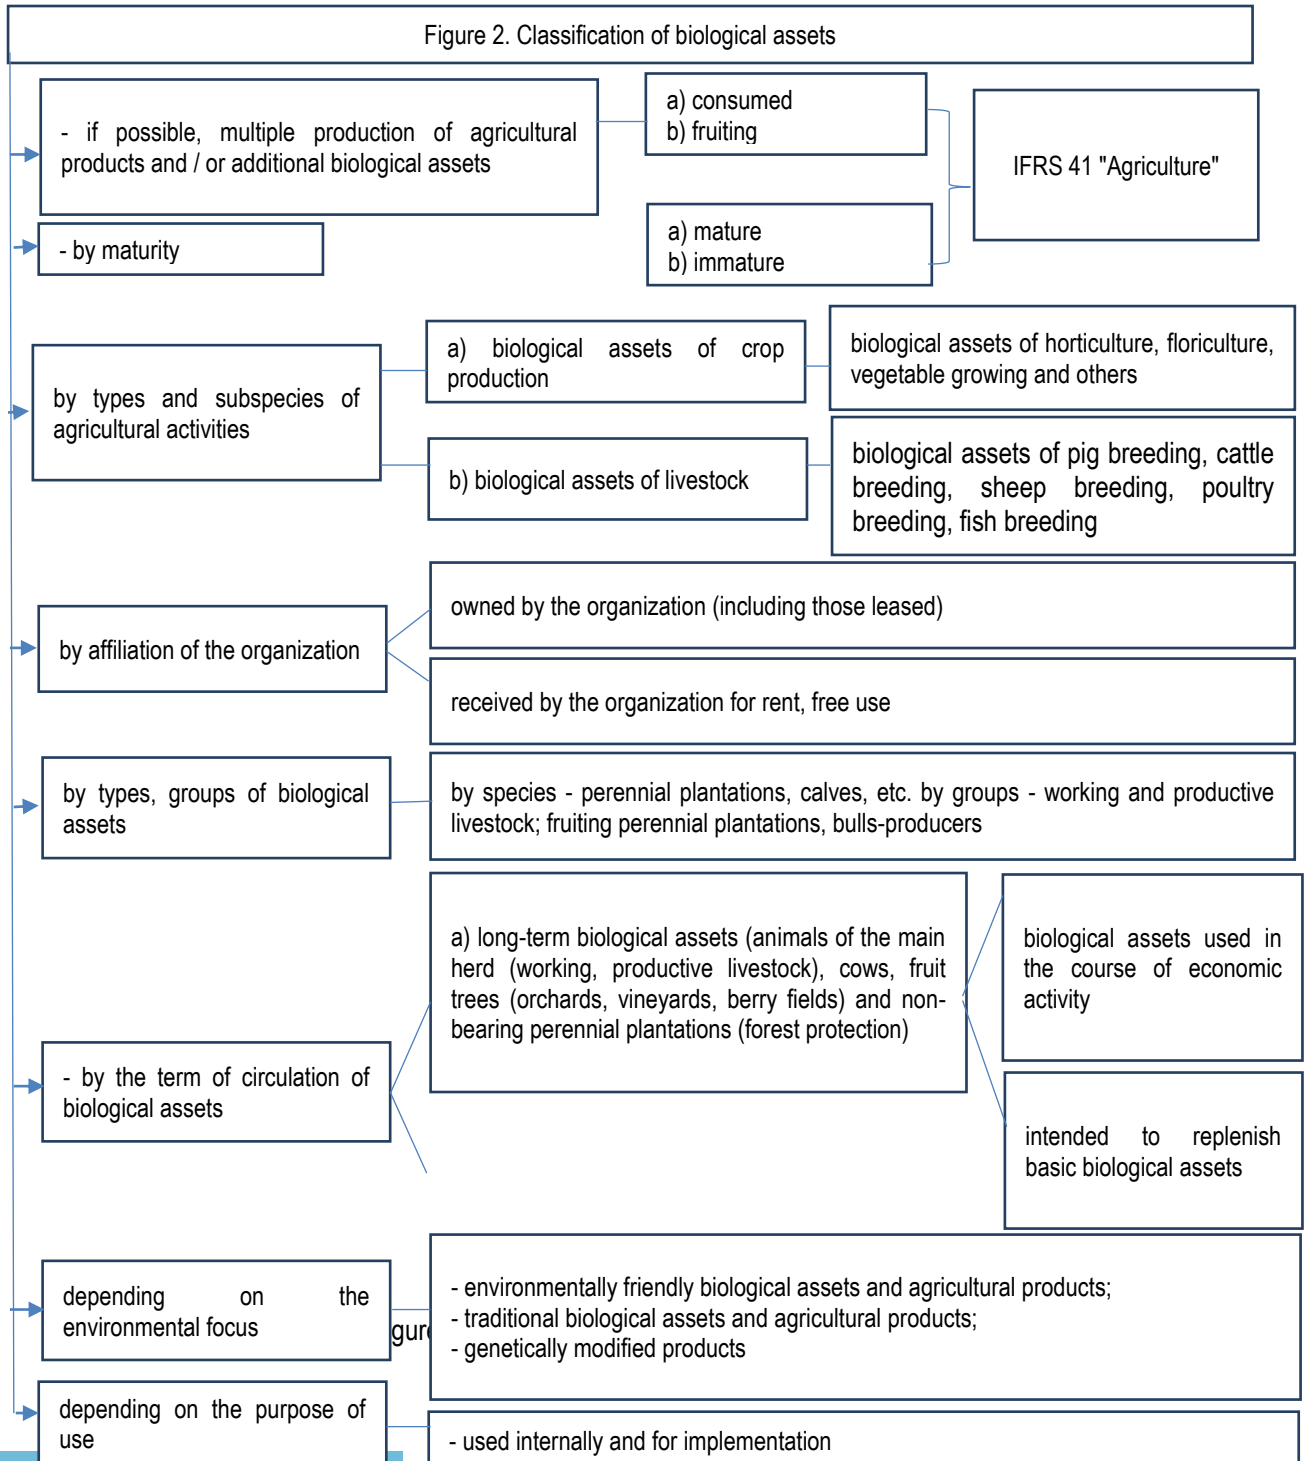 Figure 2. Classification of biological assets
- if possible, multiple production of agricultural
products and / or additional biological assets
a) consumed
b) fruiting
IFRS 41 "Agriculture"
- by maturity
a) mature
b) immature
by types and subspecies of
agricultural activities
a) biological assets of crop
production
biological assets of horticulture, floriculture,
vegetable growing and others
b) biological assets of livestock
biological assets of pig breeding, cattle
breeding, sheep breeding, poultry
breeding, fish breeding
by affiliation of the organization
owned by the organization (including those leased)
received by the organization for rent, free use
by types, groups of biological
assets
by species - perennial plantations, calves, etc. by groups - working and productive
livestock; fruiting perennial plantations, bulls-producers
- by the term of circulation of
biological assets
a) long-term biological assets (animals of the main
herd (working, productive livestock), cows, fruit
trees (orchards, vineyards, berry fields) and non-
bearing perennial plantations (forest protection)
biological assets used in
the course of economic
activity
intended to replenish
basic biological assets
depending on the
environmental focus
gure
- environmentally friendly biological assets and agricultural products;
- traditional biological assets and agricultural products;
- genetically modified products
depending on the purpose of
use
- used internally and for implementation